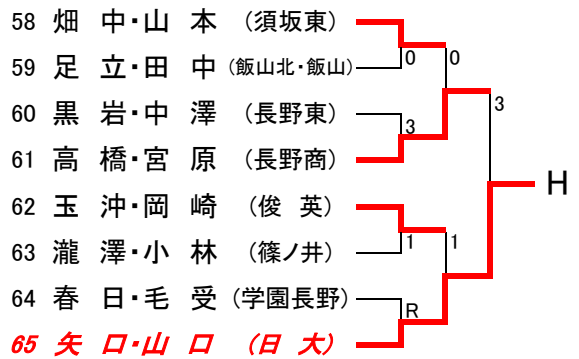 58 畑 中・山 本 (須坂東)
59 足 立・田 中 (飯山北・飯山)
60 黒 岩・中 澤 (長野東)
61 高 橋・宮 原 (長野商)
62 玉 沖・岡 崎 (俊 英)
63 瀧 澤・小 林 (篠ノ井)
64 春 日・毛 受 (学園長野)
65 矢 口・山 口 (日 大)
0
0
3
3
H
1
1
R